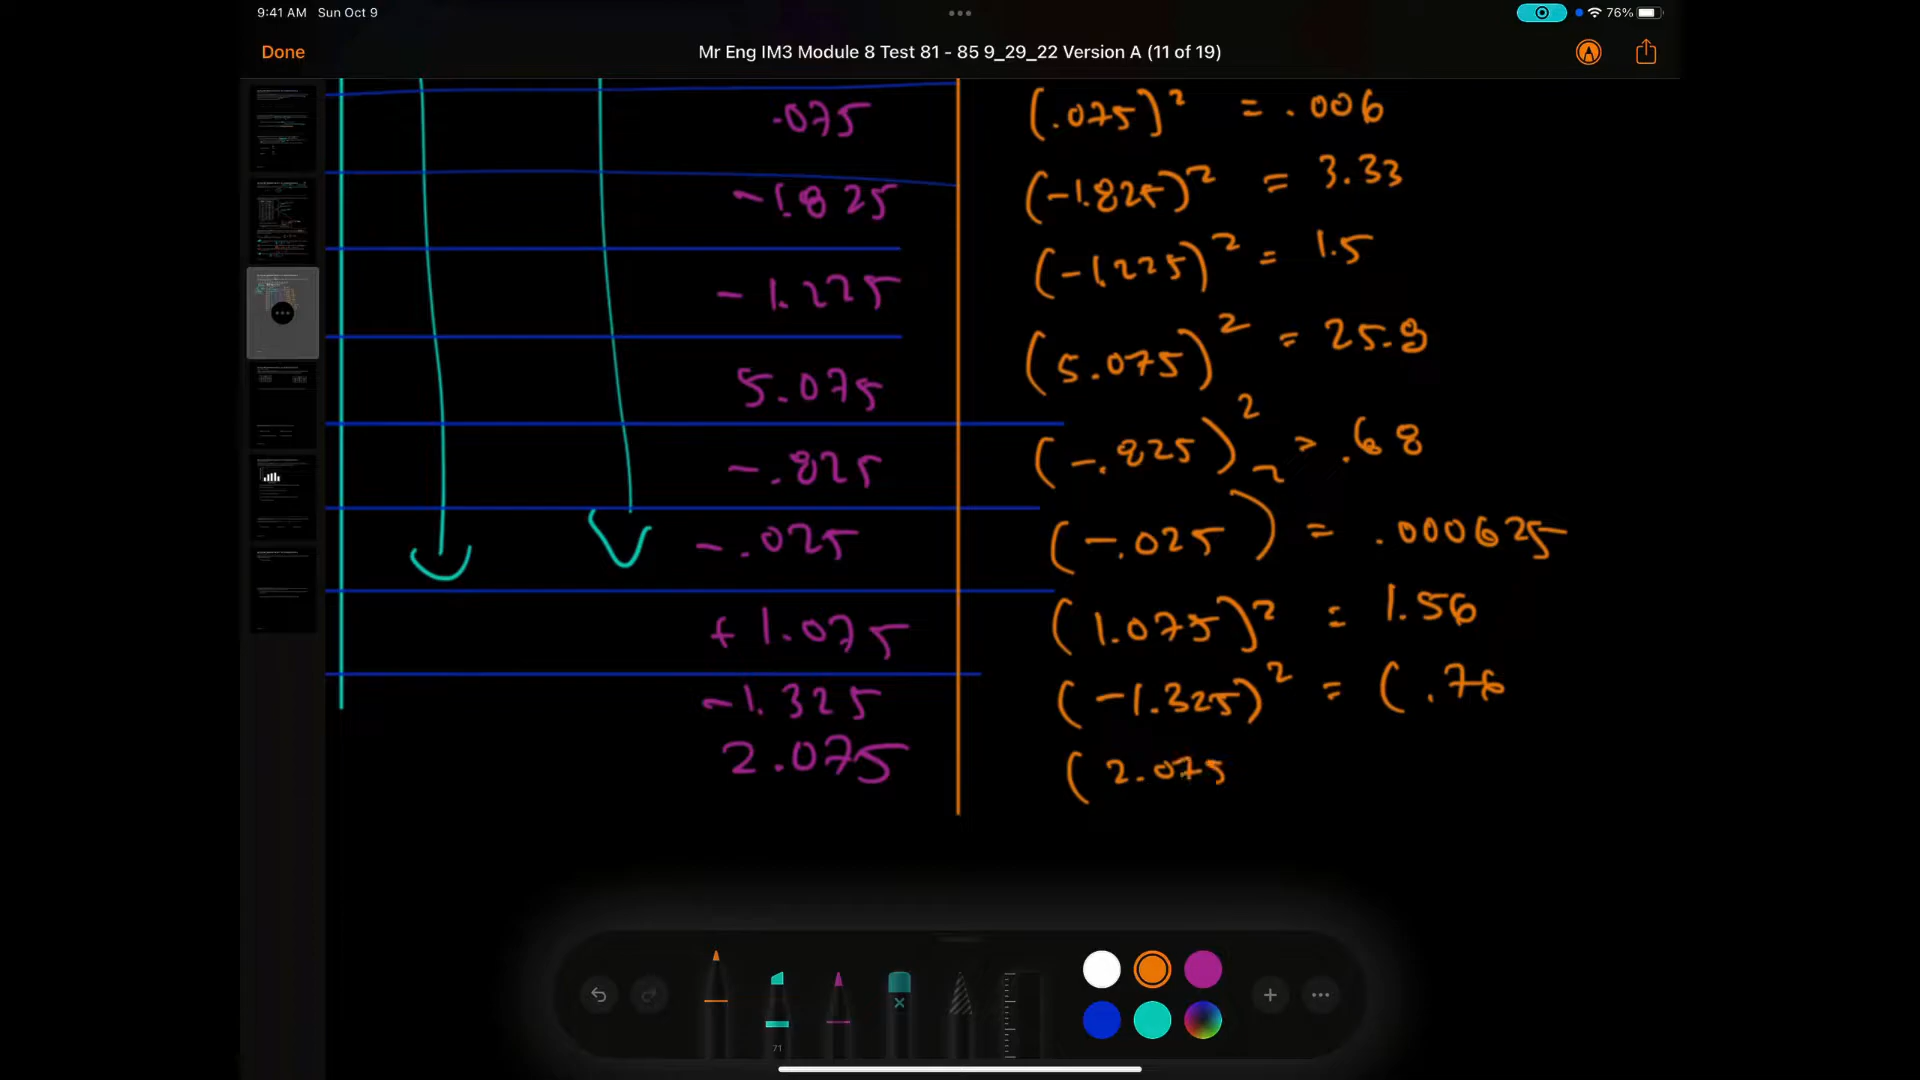 9:41 AM Sun Oct 9
76%
Done
Mr Eng IM3 Module 8 Test 81 - 85 9_29_22 Version A (11 of 19)
.075
(.075)² = .006
-1.825
(-1.825)² = 3.33
-1.225
(-1.225)² = 1.5
5.075
(5.075)² = 25.8
-.825
(-.825)² = .68
-.025
(-.025)² = .000625
+1.075
(1.075)² = 1.56
-1.325
(-1.325)² = (.76
2.075
(2.075
71